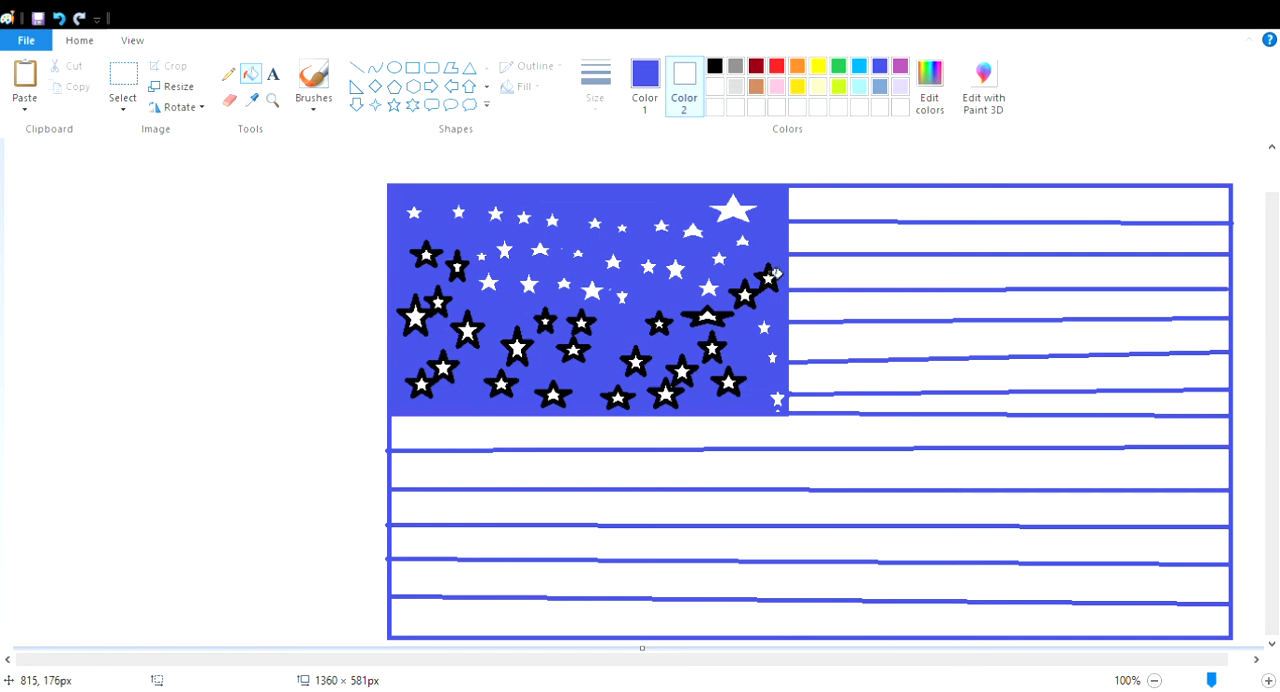 File Home View
Paste
Cut
Copy
Clipboard
Select
Crop
Resize
Rotate
Image
A
Tools
Brushes
Shapes
Outline
Fill
Size
Color
1
Color
2
Colors
Edit
colors
Edit with
Paint 3D
?
815, 176px
1360 × 581px
100%